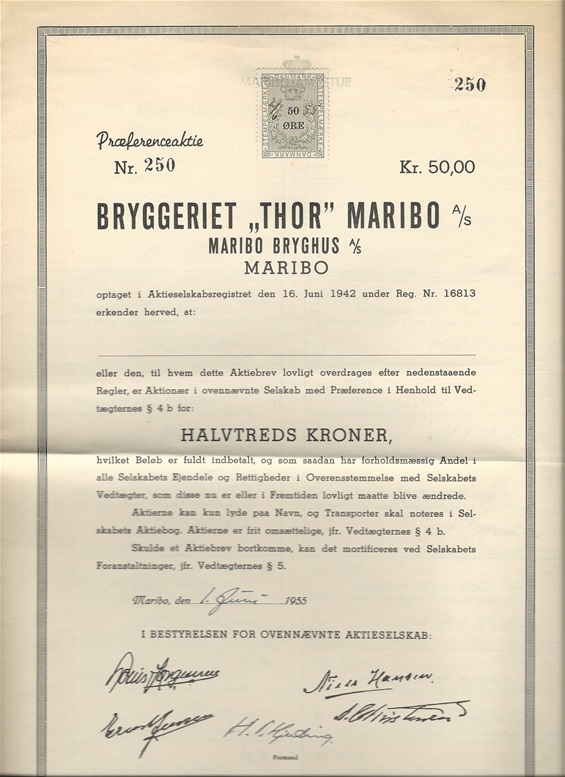 DANMARK
50
ØRE
DANMARK
250
Præferenceaktie
Nr. 250
Kr. 50,00
BRYGGERIET „THOR” MARIBO A/S
MARIBO BRYGHUS A/S
MARIBO
optaget i Aktieselskabsregistret den 16. Juni 1942 under Reg. Nr. 16813
erkender herved, at:
eller den, til hvem dette Aktiebrev lovligt overdrages efter nedenstaaende
Regler, er Aktionær i ovennævnte Selskab med Præference i Henhold til Ved-
tægternes § 4 b for:
HALVTREDS KRONER,
hvilket Beløb er fuldt indbetalt, og som saadan har forholdsmæssig Andel i
alle Selskabets Ejendele og Rettigheder i Overensstemmelse med Selskabets
Vedtægter, som disse nu er eller i Fremtiden lovligt maatte blive ændrede.
Aktierne kan kun lyde paa Navn, og Transporter skal noteres i Sel-
skabets Aktiebog. Aktierne er frit omsættelige, jfr. Vedtægternes § 4 b.
Skulde et Aktiebrev bortkomme, kan det mortificeres ved Selskabets
Foranstaltninger, jfr. Vedtægternes § 5.
Maribo, den 1. Juni 1955
I BESTYRELSEN FOR OVENNÆVNTE AKTIESELSKAB:
Niels Hansen.
Formand